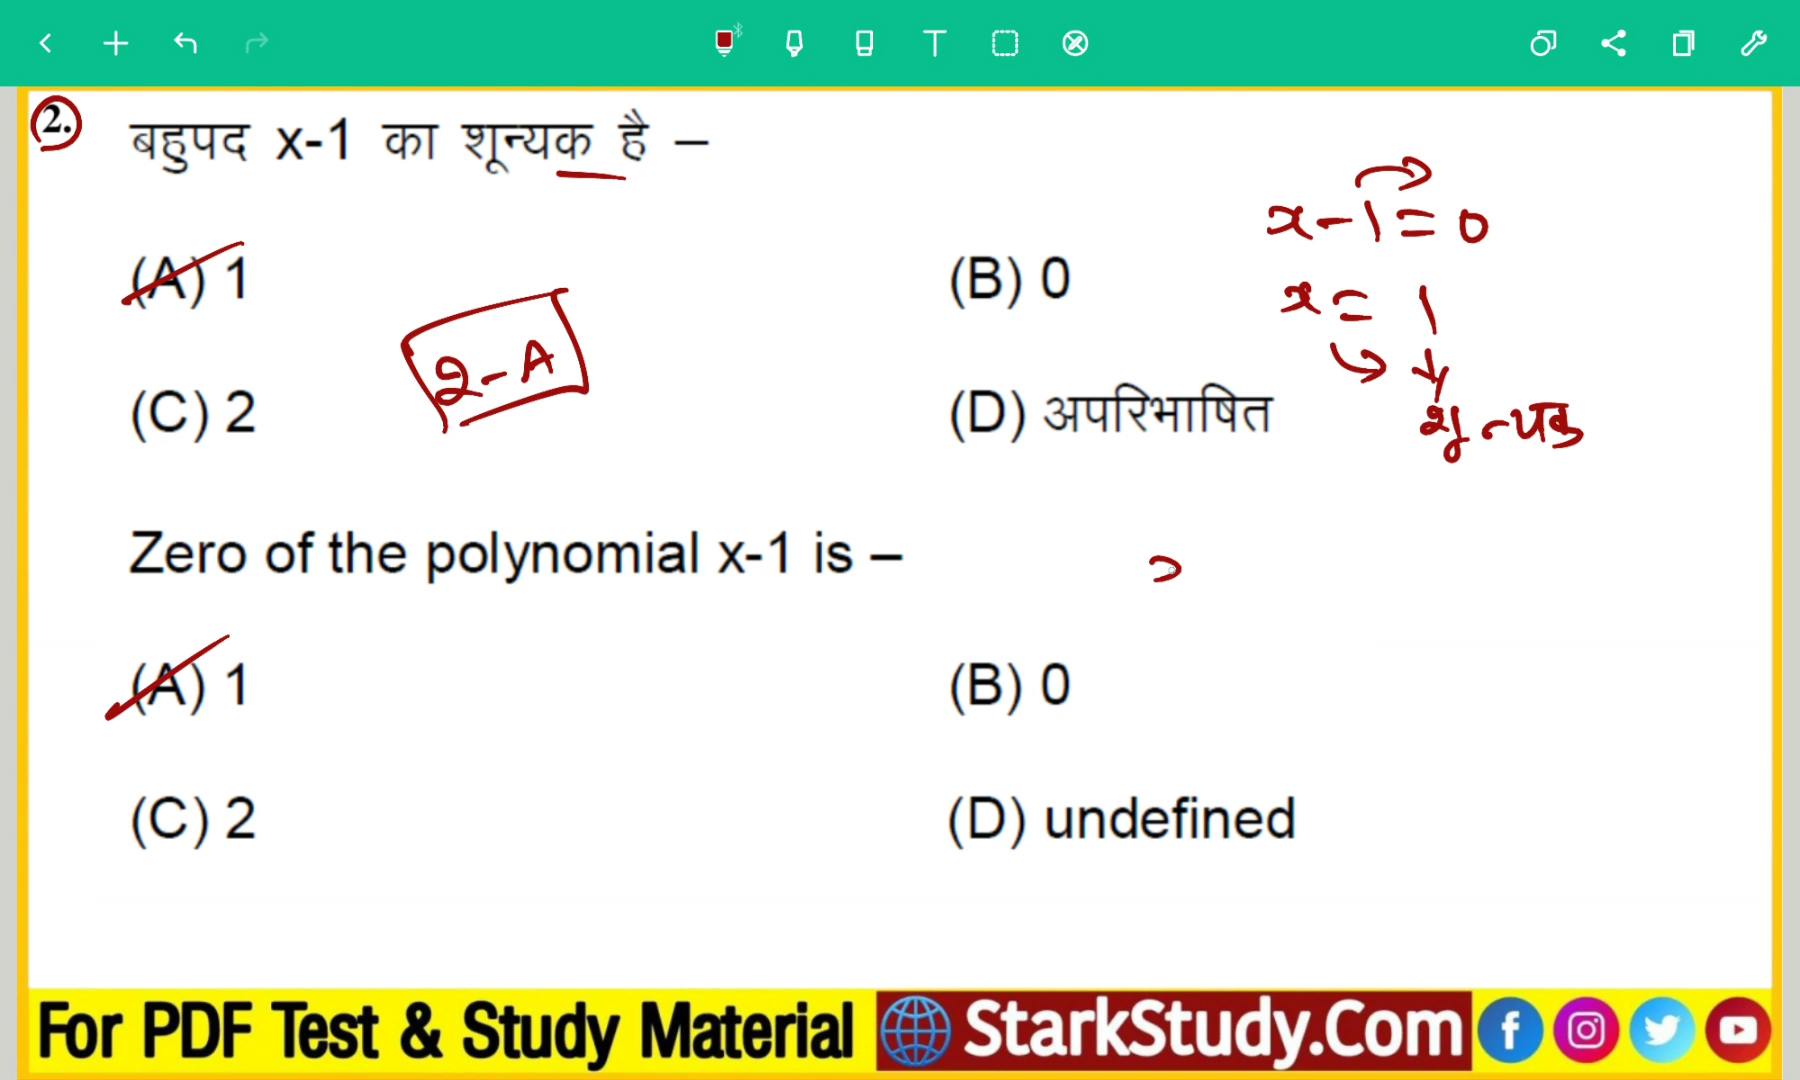 2.
बहुपद x-1 का शून्यक है –
x-1=0
(A) 1
(B) 0
x = 1
2-A
(C) 2
(D) अपरिभाषित
शून्यक
Zero of the polynomial x-1 is –
(A) 1
(B) 0
(C) 2
(D) undefined
For PDF Test & Study Material
StarkStudy.Com